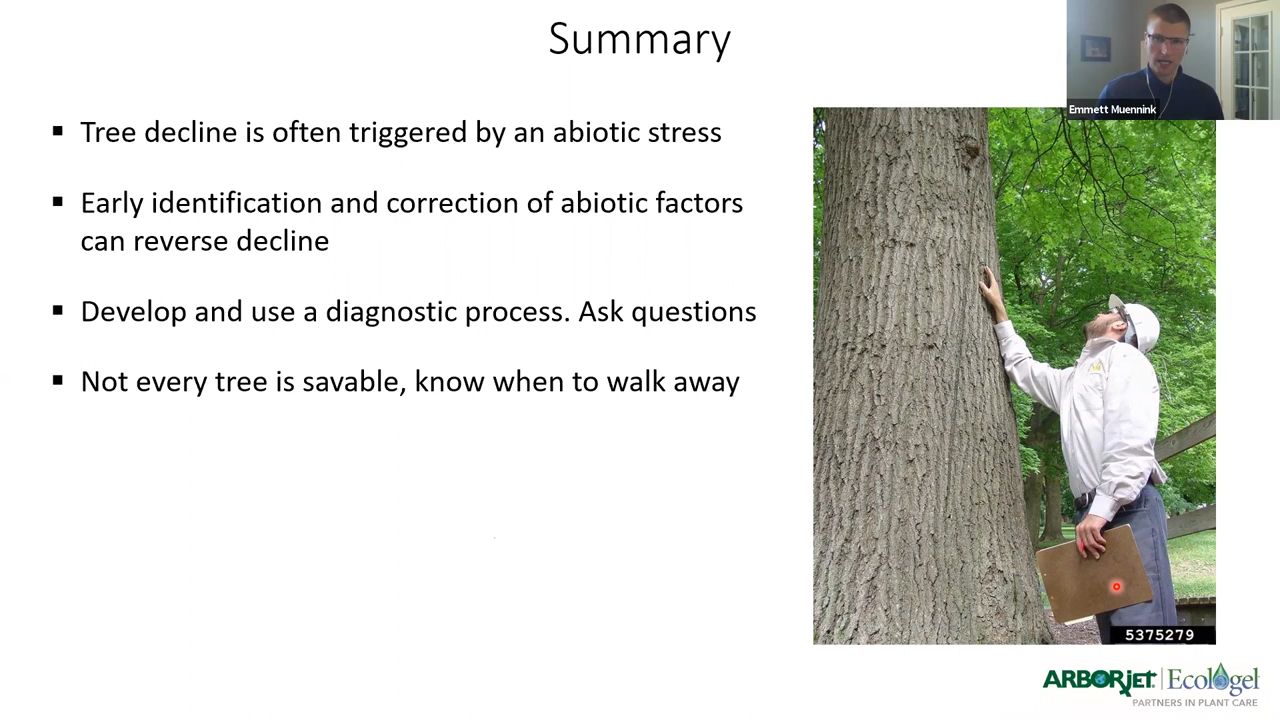 Summary
Emmett Muennink
▪ Tree decline is often triggered by an abiotic stress
▪ Early identification and correction of abiotic factors
can reverse decline
▪ Develop and use a diagnostic process. Ask questions
▪ Not every tree is savable, know when to walk away
5375279
ARBORjET | Ecologel
PARTNERS IN PLANT CARE